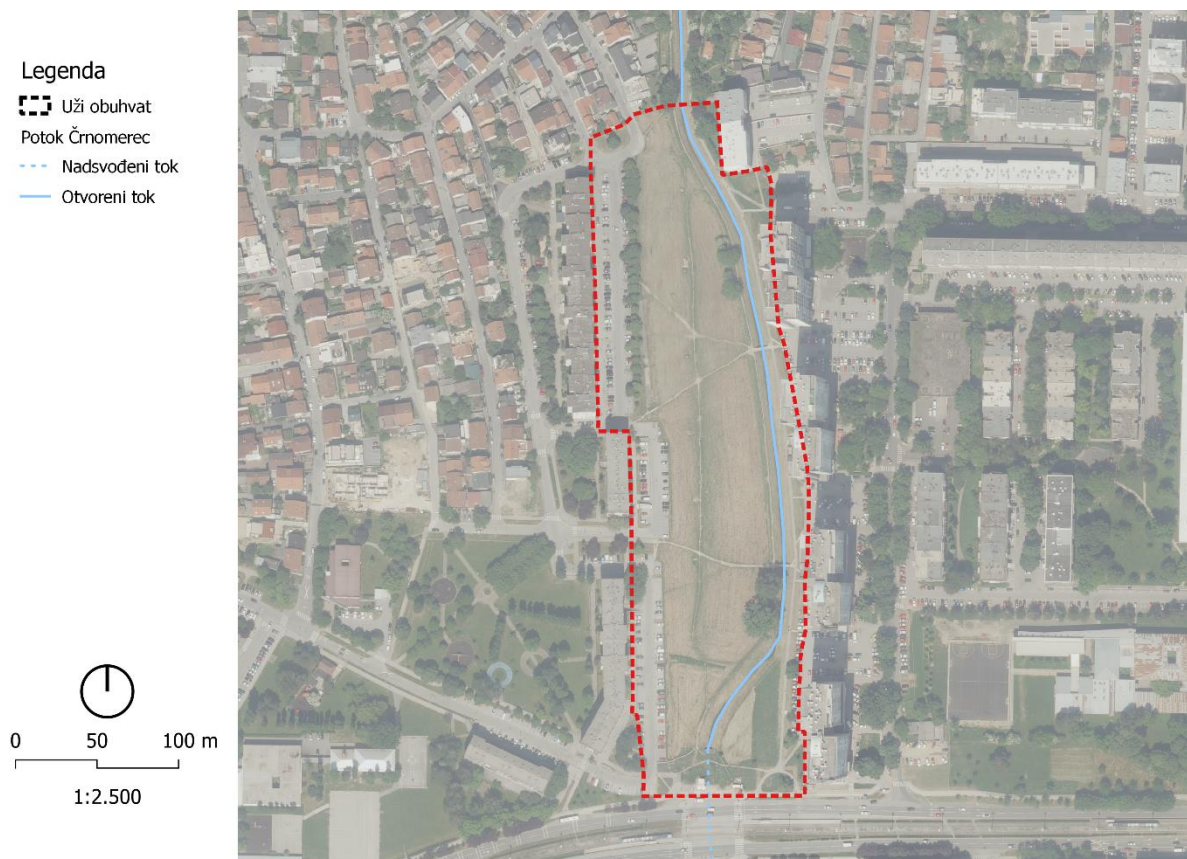 Legenda
Uži obuhvat
Potok Črnomerec
Nadsvođeni tok
Otvoreni tok
0 50 100 m
1:2.500